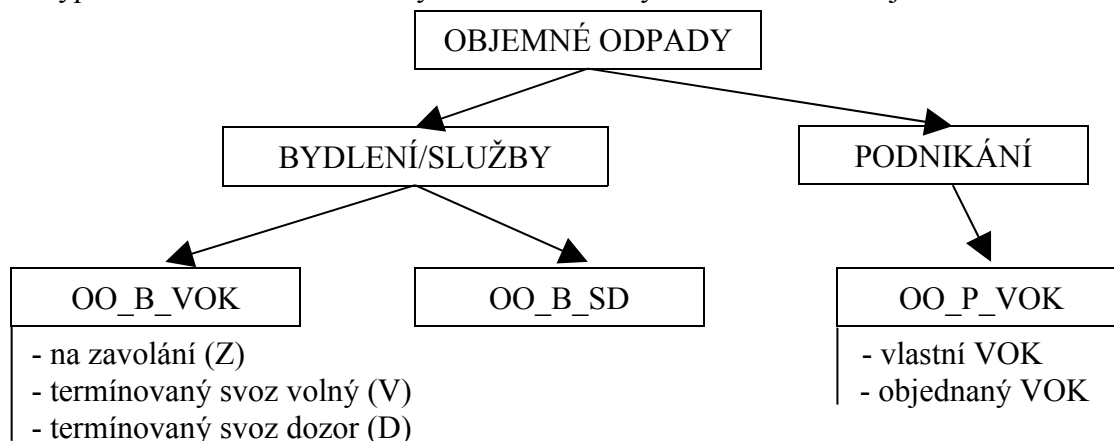 OBJEMNÉ ODPADY
BYDLENÍ/SLUŽBY
PODNIKÁNÍ
OO_B_VOK
OO_B_SD
OO_P_VOK
- na zavolání (Z)
- termínovaný svoz volný (V)
- termínovaný svoz dozor (D)
- vlastní VOK
- objednaný VOK